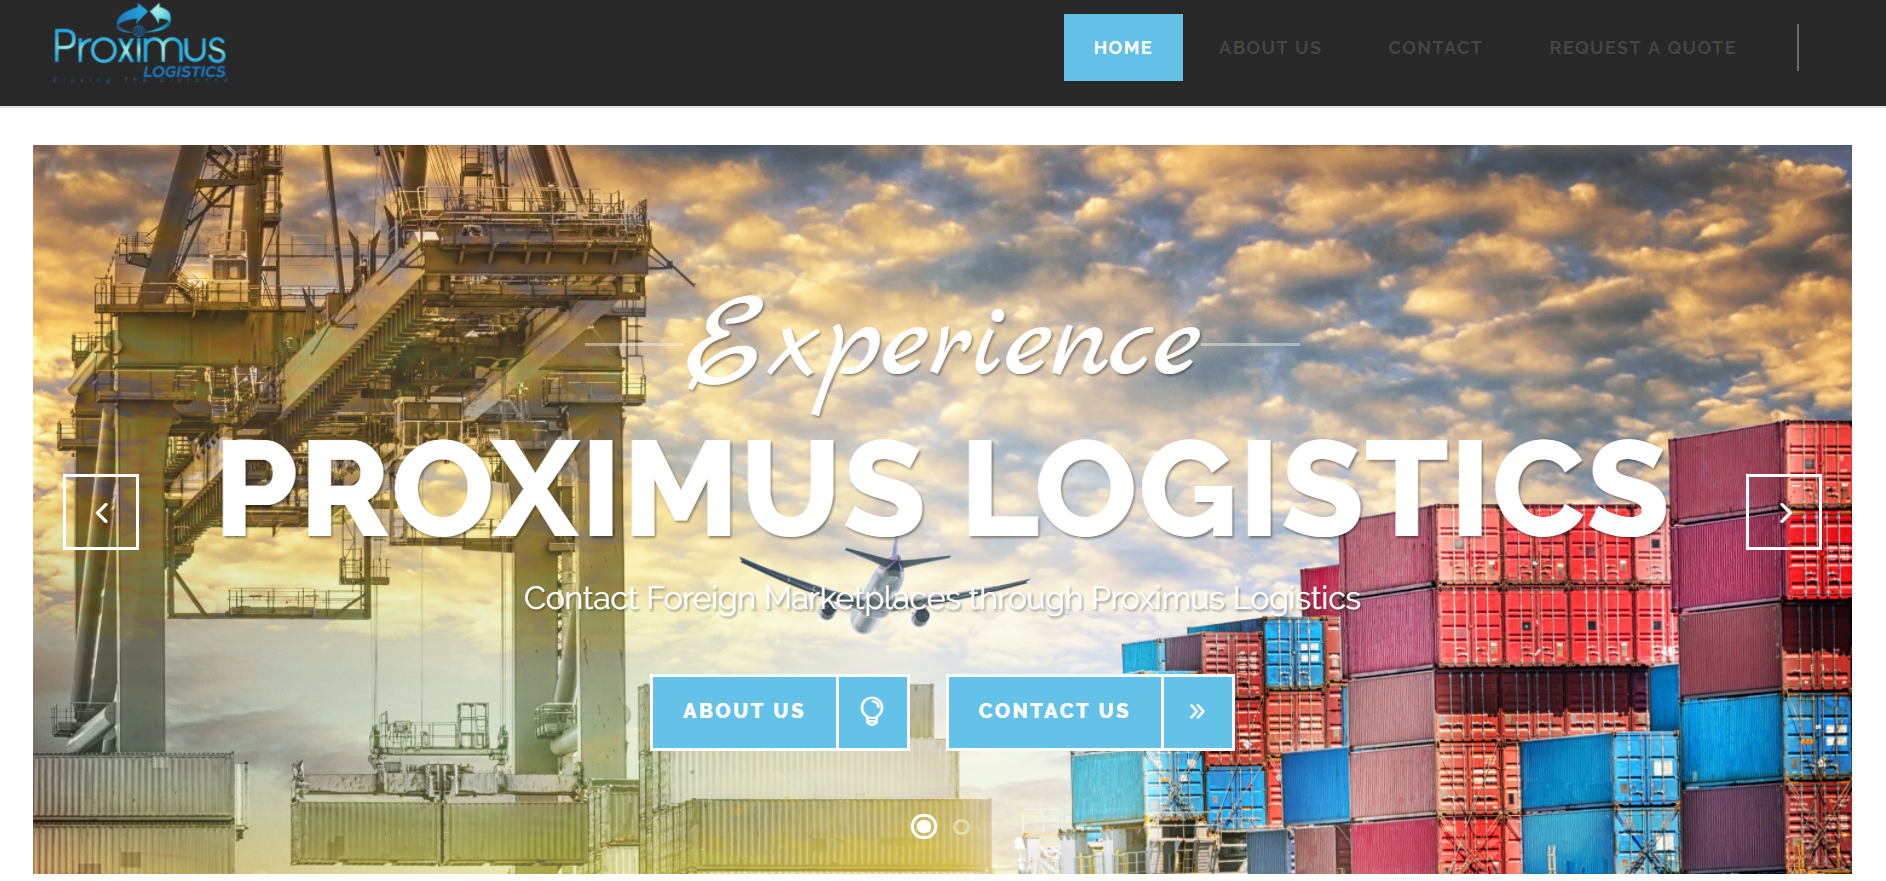 Proximus
LOGISTICS
HOME
ABOUT US
CONTACT
REQUEST A QUOTE
Experience
PROXIMUS LOGISTICS
Contact Foreign Marketplaces through Proximus Logistics
ABOUT US
CONTACT US